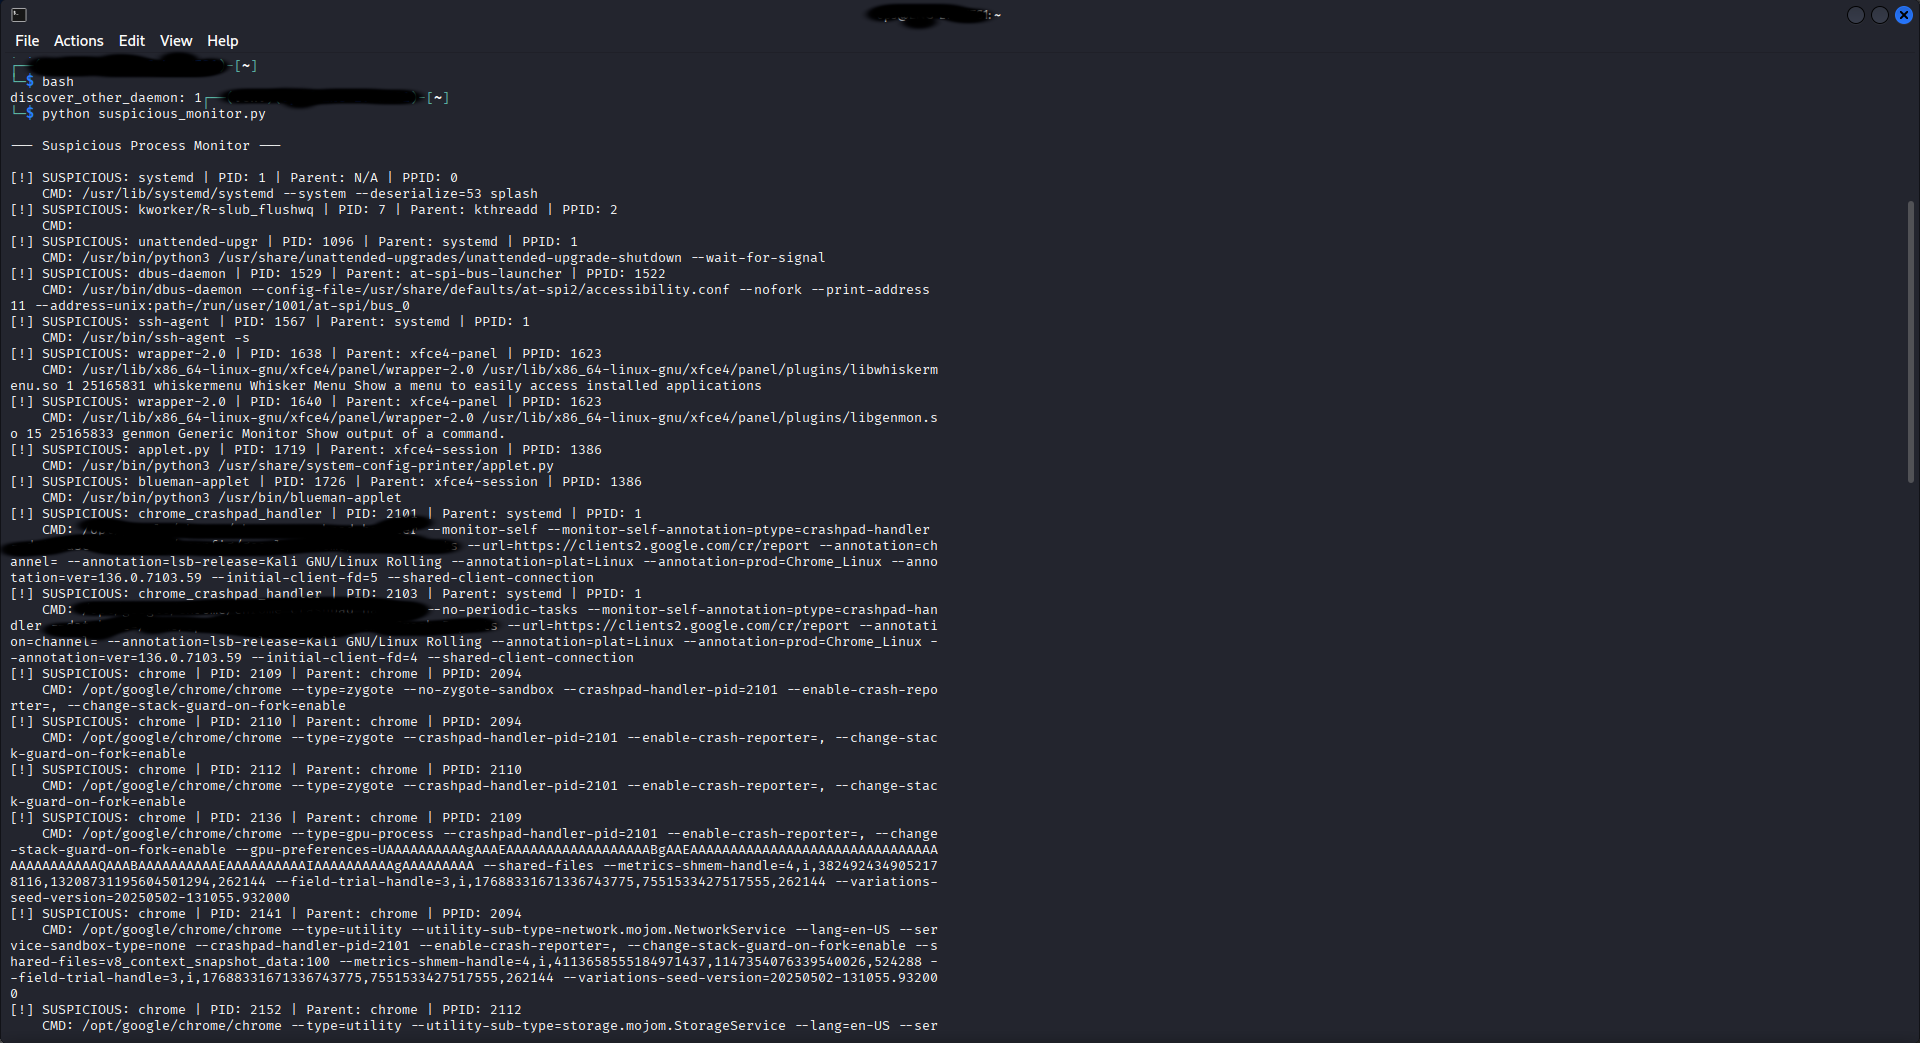 :~
File Actions Edit View Help
-[~]
└─$ bash
discover_other_daemon: 1┌── -[~]
└─$ python suspicious_monitor.py
—— Suspicious Process Monitor ——
[!] SUSPICIOUS: systemd | PID: 1 | Parent: N/A | PPID: 0
CMD: /usr/lib/systemd/systemd --system --deserialize=53 splash
[!] SUSPICIOUS: kworker/R-slub_flushwq | PID: 7 | Parent: kthreadd | PPID: 2
CMD:
[!] SUSPICIOUS: unattended-upgr | PID: 1096 | Parent: systemd | PPID: 1
CMD: /usr/bin/python3 /usr/share/unattended-upgrades/unattended-upgrade-shutdown --wait-for-signal
[!] SUSPICIOUS: dbus-daemon | PID: 1529 | Parent: at-spi-bus-launcher | PPID: 1522
CMD: /usr/bin/dbus-daemon --config-file=/usr/share/defaults/at-spi2/accessibility.conf --nofork --print-address
11 --address=unix:path=/run/user/1001/at-spi/bus_0
[!] SUSPICIOUS: ssh-agent | PID: 1567 | Parent: systemd | PPID: 1
CMD: /usr/bin/ssh-agent -s
[!] SUSPICIOUS: wrapper-2.0 | PID: 1638 | Parent: xfce4-panel | PPID: 1623
CMD: /usr/lib/x86_64-linux-gnu/xfce4/panel/wrapper-2.0 /usr/lib/x86_64-linux-gnu/xfce4/panel/plugins/libwhiskerm
enu.so 1 25165831 whiskermenu Whisker Menu Show a menu to easily access installed applications
[!] SUSPICIOUS: wrapper-2.0 | PID: 1640 | Parent: xfce4-panel | PPID: 1623
CMD: /usr/lib/x86_64-linux-gnu/xfce4/panel/wrapper-2.0 /usr/lib/x86_64-linux-gnu/xfce4/panel/plugins/libgenmon.s
o 15 25165833 genmon Generic Monitor Show output of a command.
[!] SUSPICIOUS: applet.py | PID: 1719 | Parent: xfce4-session | PPID: 1386
CMD: /usr/bin/python3 /usr/share/system-config-printer/applet.py
[!] SUSPICIOUS: blueman-applet | PID: 1726 | Parent: xfce4-session | PPID: 1386
CMD: /usr/bin/python3 /usr/bin/blueman-applet
[!] SUSPICIOUS: chrome_crashpad_handler | PID: 2101 | Parent: systemd | PPID: 1
CMD: --monitor-self --monitor-self-annotation=ptype=crashpad-handler
--url=https://clients2.google.com/cr/report --annotation=ch
annel= --annotation=lsb-release=Kali GNU/Linux Rolling --annotation=plat=Linux --annotation=prod=Chrome_Linux --anno
tation=ver=136.0.7103.59 --initial-client-fd=5 --shared-client-connection
[!] SUSPICIOUS: chrome_crashpad_handler | PID: 2103 | Parent: systemd | PPID: 1
CMD: --no-periodic-tasks --monitor-self-annotation=ptype=crashpad-han
dler --url=https://clients2.google.com/cr/report --annotati
on=channel= --annotation=lsb-release=Kali GNU/Linux Rolling --annotation=plat=Linux --annotation=prod=Chrome_Linux -
-annotation=ver=136.0.7103.59 --initial-client-fd=4 --shared-client-connection
[!] SUSPICIOUS: chrome | PID: 2109 | Parent: chrome | PPID: 2094
CMD: /opt/google/chrome/chrome --type=zygote --no-zygote-sandbox --crashpad-handler-pid=2101 --enable-crash-repo
rter=, --change-stack-guard-on-fork=enable
[!] SUSPICIOUS: chrome | PID: 2110 | Parent: chrome | PPID: 2094
CMD: /opt/google/chrome/chrome --type=zygote --crashpad-handler-pid=2101 --enable-crash-reporter=, --change-stac
k-guard-on-fork=enable
[!] SUSPICIOUS: chrome | PID: 2112 | Parent: chrome | PPID: 2110
CMD: /opt/google/chrome/chrome --type=zygote --crashpad-handler-pid=2101 --enable-crash-reporter=, --change-stac
k-guard-on-fork=enable
[!] SUSPICIOUS: chrome | PID: 2136 | Parent: chrome | PPID: 2109
CMD: /opt/google/chrome/chrome --type=gpu-process --crashpad-handler-pid=2101 --enable-crash-reporter=, --change
-stack-guard-on-fork=enable --gpu-preferences=UAAAAAAAAAAgAAAEAAAAAAAAAAAAAAAAAABgAAEAAAAAAAAAAAAAAAAAAAAAAAAAAAAAAA
AAAAAAAAAAAQAAABAAAAAAAAAAEAAAAAAAAAAIAAAAAAAAAAgAAAAAAAAA --shared-files --metrics-shmem-handle=4,i,382492434905217
8116,13208731195604501294,262144 --field-trial-handle=3,i,17688331671336743775,7551533427517555,262144 --variations-
seed-version=20250502-131055.932000
[!] SUSPICIOUS: chrome | PID: 2141 | Parent: chrome | PPID: 2094
CMD: /opt/google/chrome/chrome --type=utility --utility-sub-type=network.mojom.NetworkService --lang=en-US --ser
vice-sandbox-type=none --crashpad-handler-pid=2101 --enable-crash-reporter=, --change-stack-guard-on-fork=enable --s
hared-files=v8_context_snapshot_data:100 --metrics-shmem-handle=4,i,4113658555184971437,1147354076339540026,524288 -
-field-trial-handle=3,i,17688331671336743775,7551533427517555,262144 --variations-seed-version=20250502-131055.93200
0
[!] SUSPICIOUS: chrome | PID: 2152 | Parent: chrome | PPID: 2112
CMD: /opt/google/chrome/chrome --type=utility --utility-sub-type=storage.mojom.StorageService --lang=en-US --ser